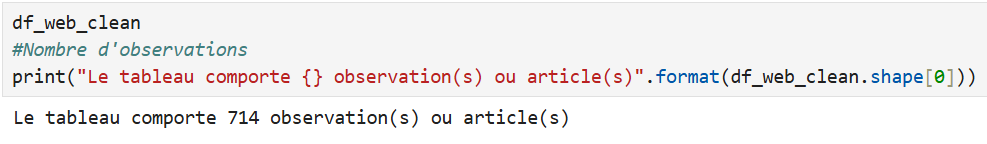 df_web_clean
#Nombre d'observations
print("Le tableau comporte {} observation(s) ou article(s)".format(df_web_clean.shape[0]))
Le tableau comporte 714 observation(s) ou article(s)